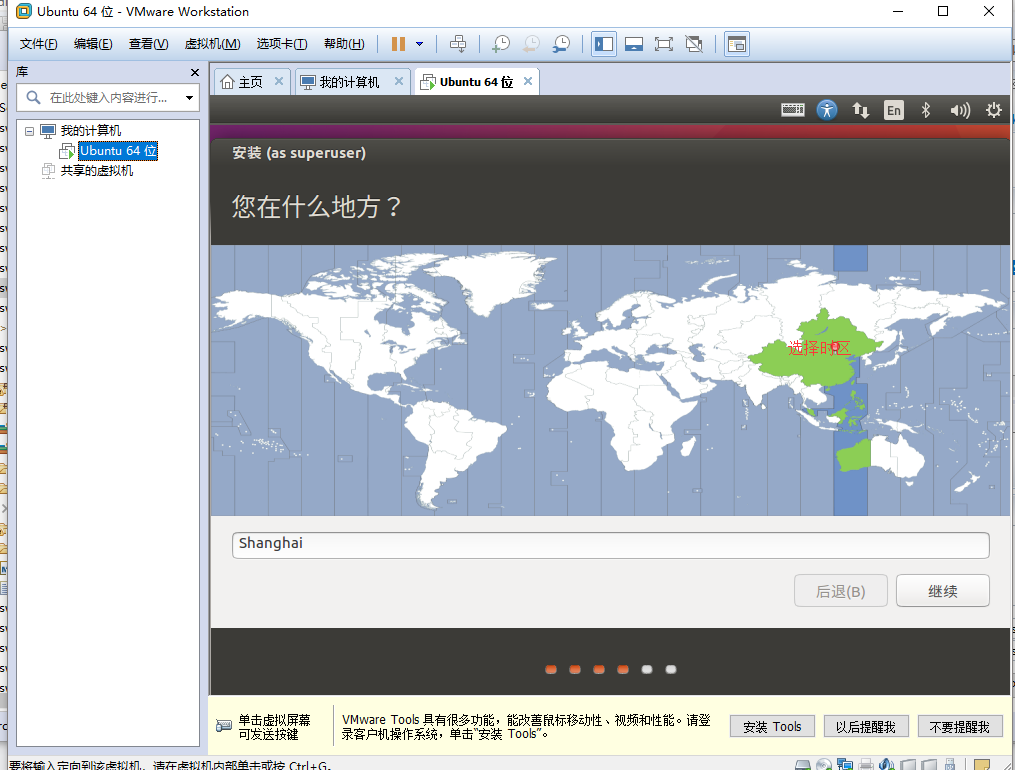 Ubuntu 64 位 - VMware Workstation
文件(F) 编辑(E) 查看(V) 虚拟机(M) 选项卡(T) 帮助(H)
库
在此处键入内容进行...
我的计算机
Ubuntu 64 位
共享的虚拟机
主页 我的计算机 Ubuntu 64 位
En
安装 (as superuser)
您在什么地方？
选择时区
Shanghai
后退(B) 继续
单击虚拟屏幕
可发送按键
VMware Tools 具有很多功能，能改善鼠标移动性、视频和性能。请登
录客户机操作系统，单击“安装 Tools”。
安装 Tools 以后提醒我 不要提醒我
要将输入定向到该虚拟机，请在虚拟机内部单击或按 Ctrl+G。